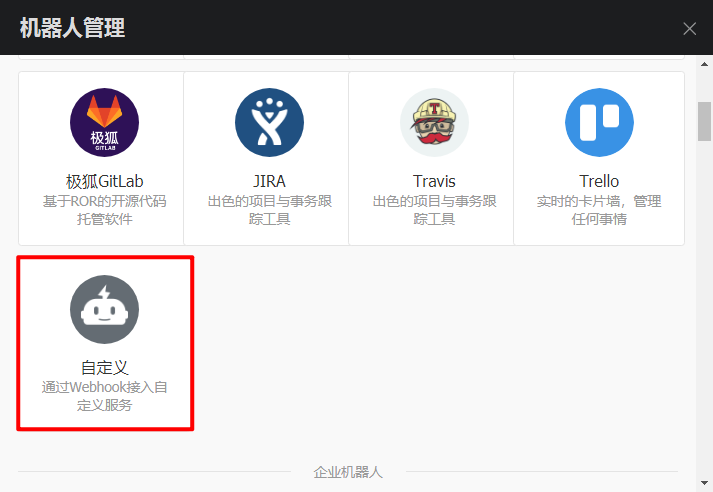 机器人管理
极狐
GITLAB
T
极狐GitLab
JIRA
Travis
Trello
基于ROR的开源代码
托管软件
出色的项目与事务跟
踪工具
出色的项目与事务跟
踪工具
实时的卡片墙，管理
任何事情
自定义
通过Webhook接入自
定义服务
企业机器人